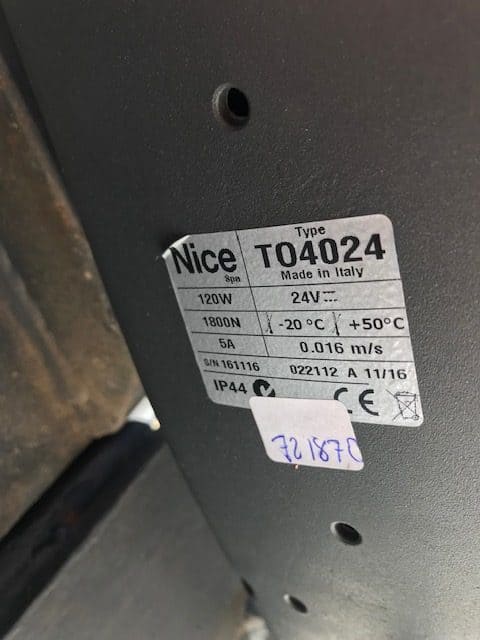 Type
Nice TO4024
Spa Made in Italy
120W 24V⎓
1800N -20 °C +50°C
5A 0.016 m/s
S/N 161116 022112 A 11/16
IP44 CE